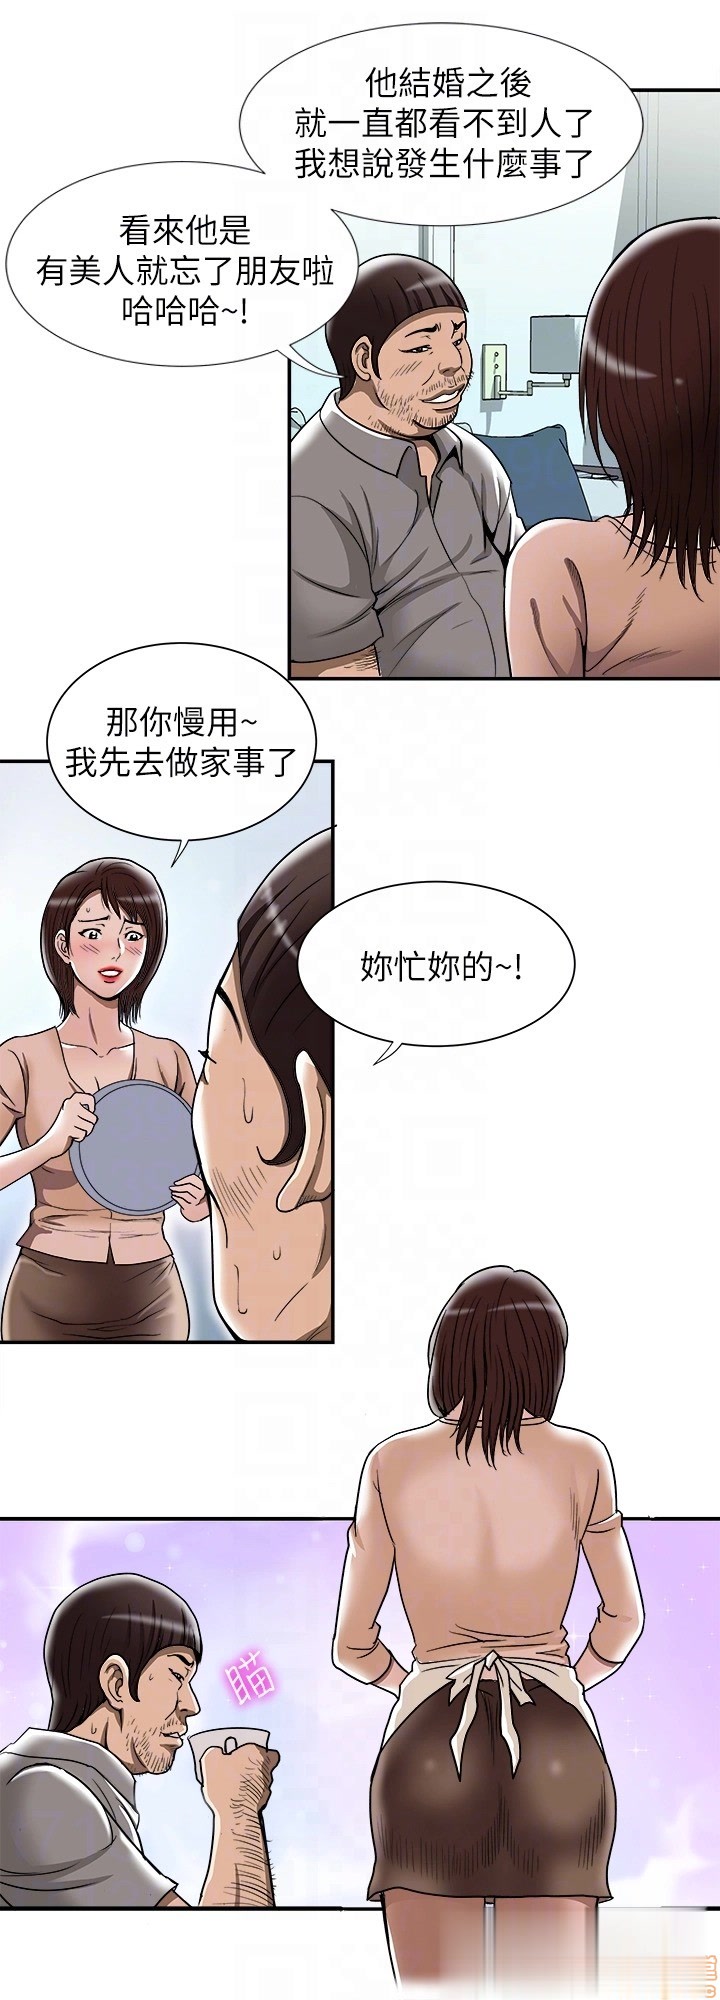 他結婚之後
就一直都看不到人了
我想說發生什麼事了
看來他是
有美人就忘了朋友啦
哈哈哈~!
那你慢用~
我先去做家事了
妳忙妳的~!
瞄